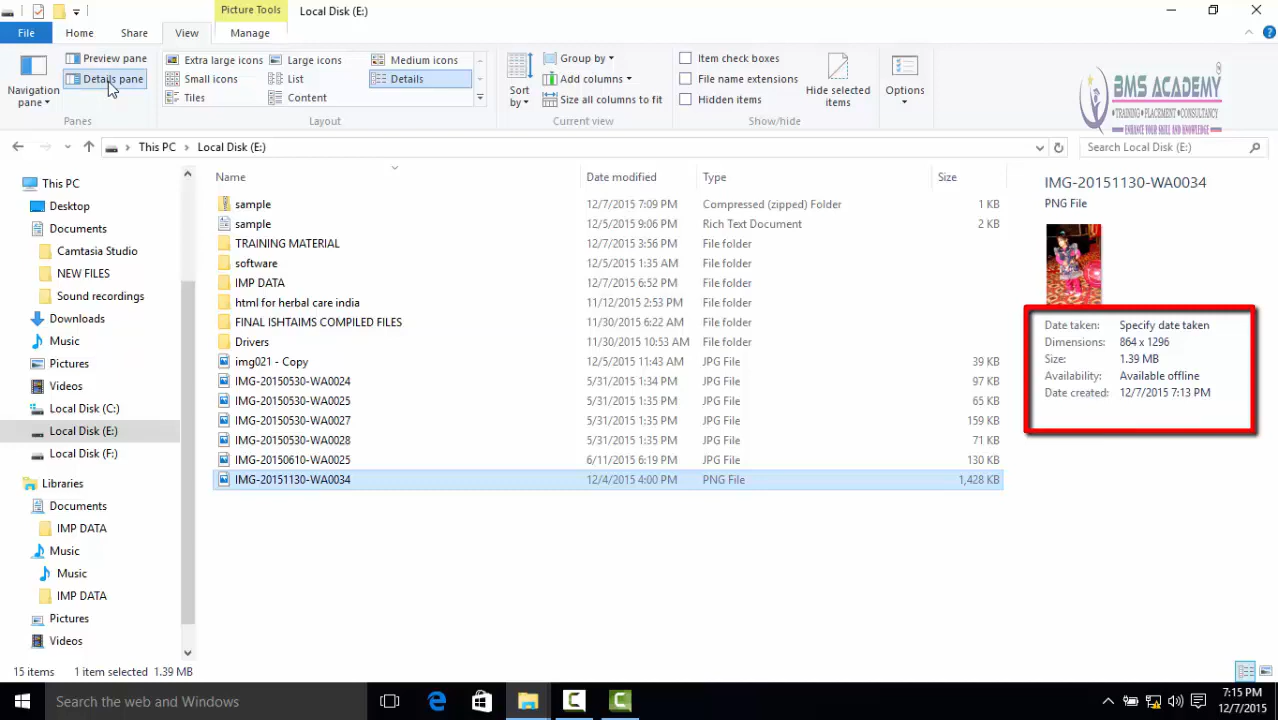 Picture Tools
Local Disk (E:)
File
Home
Share
View
Manage
Navigation pane
Preview pane
Details pane
Panes
Extra large icons
Large icons
Medium icons
Small icons
List
Details
Tiles
Content
Layout
Sort by
Group by
Add columns
Size all columns to fit
Current view
Item check boxes
File name extensions
Hidden items
Hide selected items
Show/hide
Options
BMS ACADEMY
•TRAINING •PLACEMENT •CONSULTANCY
ENHANCE YOUR SKILL AND KNOWLEDGE
This PC
Local Disk (E:)
Search Local Disk (E:)
This PC
Desktop
Documents
Camtasia Studio
NEW FILES
Sound recordings
Downloads
Music
Pictures
Videos
Local Disk (C:)
Local Disk (E:)
Local Disk (F:)
Libraries
Documents
IMP DATA
Music
Music
IMP DATA
Pictures
Videos
Name Date modified Type Size
sample 12/7/2015 7:09 PM Compressed (zipped) Folder 1 KB
sample 12/5/2015 9:06 PM Rich Text Document 2 KB
TRAINING MATERIAL 12/7/2015 3:56 PM File folder
software 12/5/2015 1:35 AM File folder
IMP DATA 12/7/2015 6:52 PM File folder
html for herbal care india 11/12/2015 2:53 PM File folder
FINAL ISHTAIMS COMPILED FILES 11/30/2015 6:22 AM File folder
Drivers 11/30/2015 10:53 AM File folder
img021 - Copy 12/5/2015 11:43 AM JPG File 39 KB
IMG-20150530-WA0024 5/31/2015 1:34 PM JPG File 97 KB
IMG-20150530-WA0025 5/31/2015 1:35 PM JPG File 65 KB
IMG-20150530-WA0027 5/31/2015 1:35 PM JPG File 159 KB
IMG-20150530-WA0028 5/31/2015 1:35 PM JPG File 71 KB
IMG-20150610-WA0025 6/11/2015 6:19 PM JPG File 130 KB
IMG-20151130-WA0034 12/4/2015 4:00 PM PNG File 1,428 KB
IMG-20151130-WA0034
PNG File
Date taken: Specify date taken
Dimensions: 864 x 1296
Size: 1.39 MB
Availability: Available offline
Date created: 12/7/2015 7:13 PM
15 items 1 item selected 1.39 MB
Search the web and Windows
7:15 PM
12/7/2015